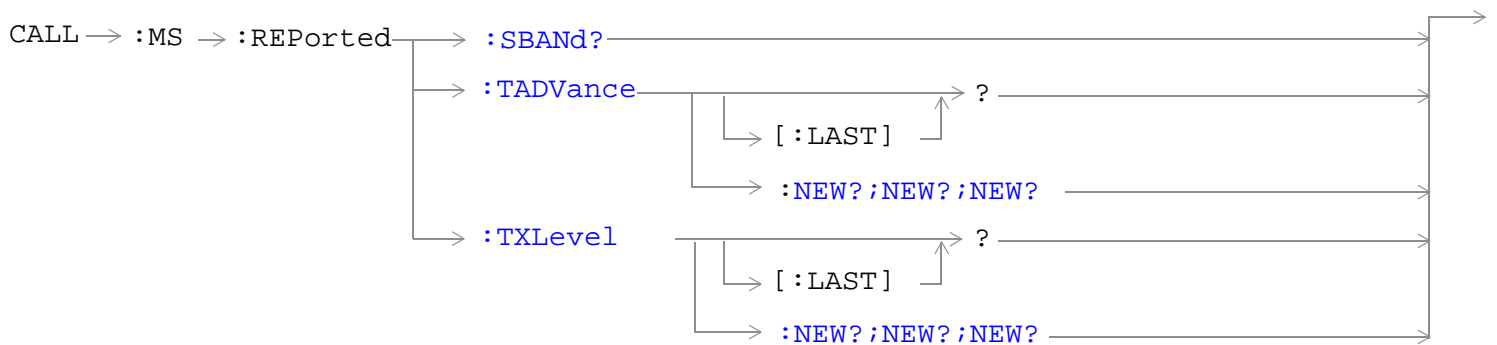 CALL :MS :REPorted :SBANd?
:TADVance ?
[:LAST]
:NEW?;NEW?;NEW?
:TXLevel ?
[:LAST]
:NEW?;NEW?;NEW?